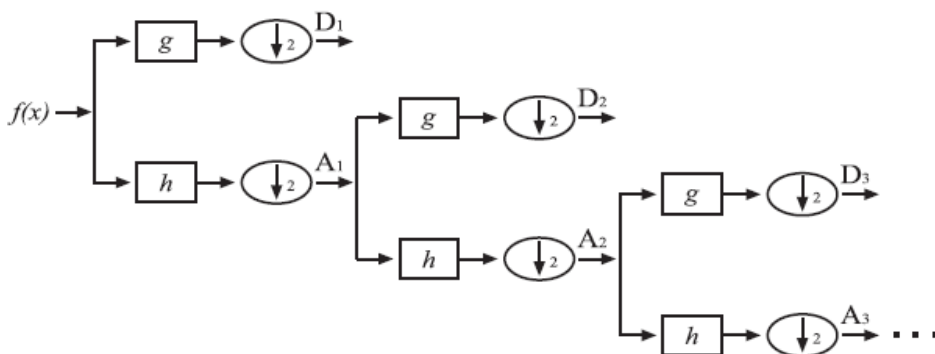 g ↓ 2 D₁
f(x)
g ↓ 2 D₂
h ↓ 2 A₁
g ↓ 2 D₃
h ↓ 2 A₂
h ↓ 2 A₃ ...